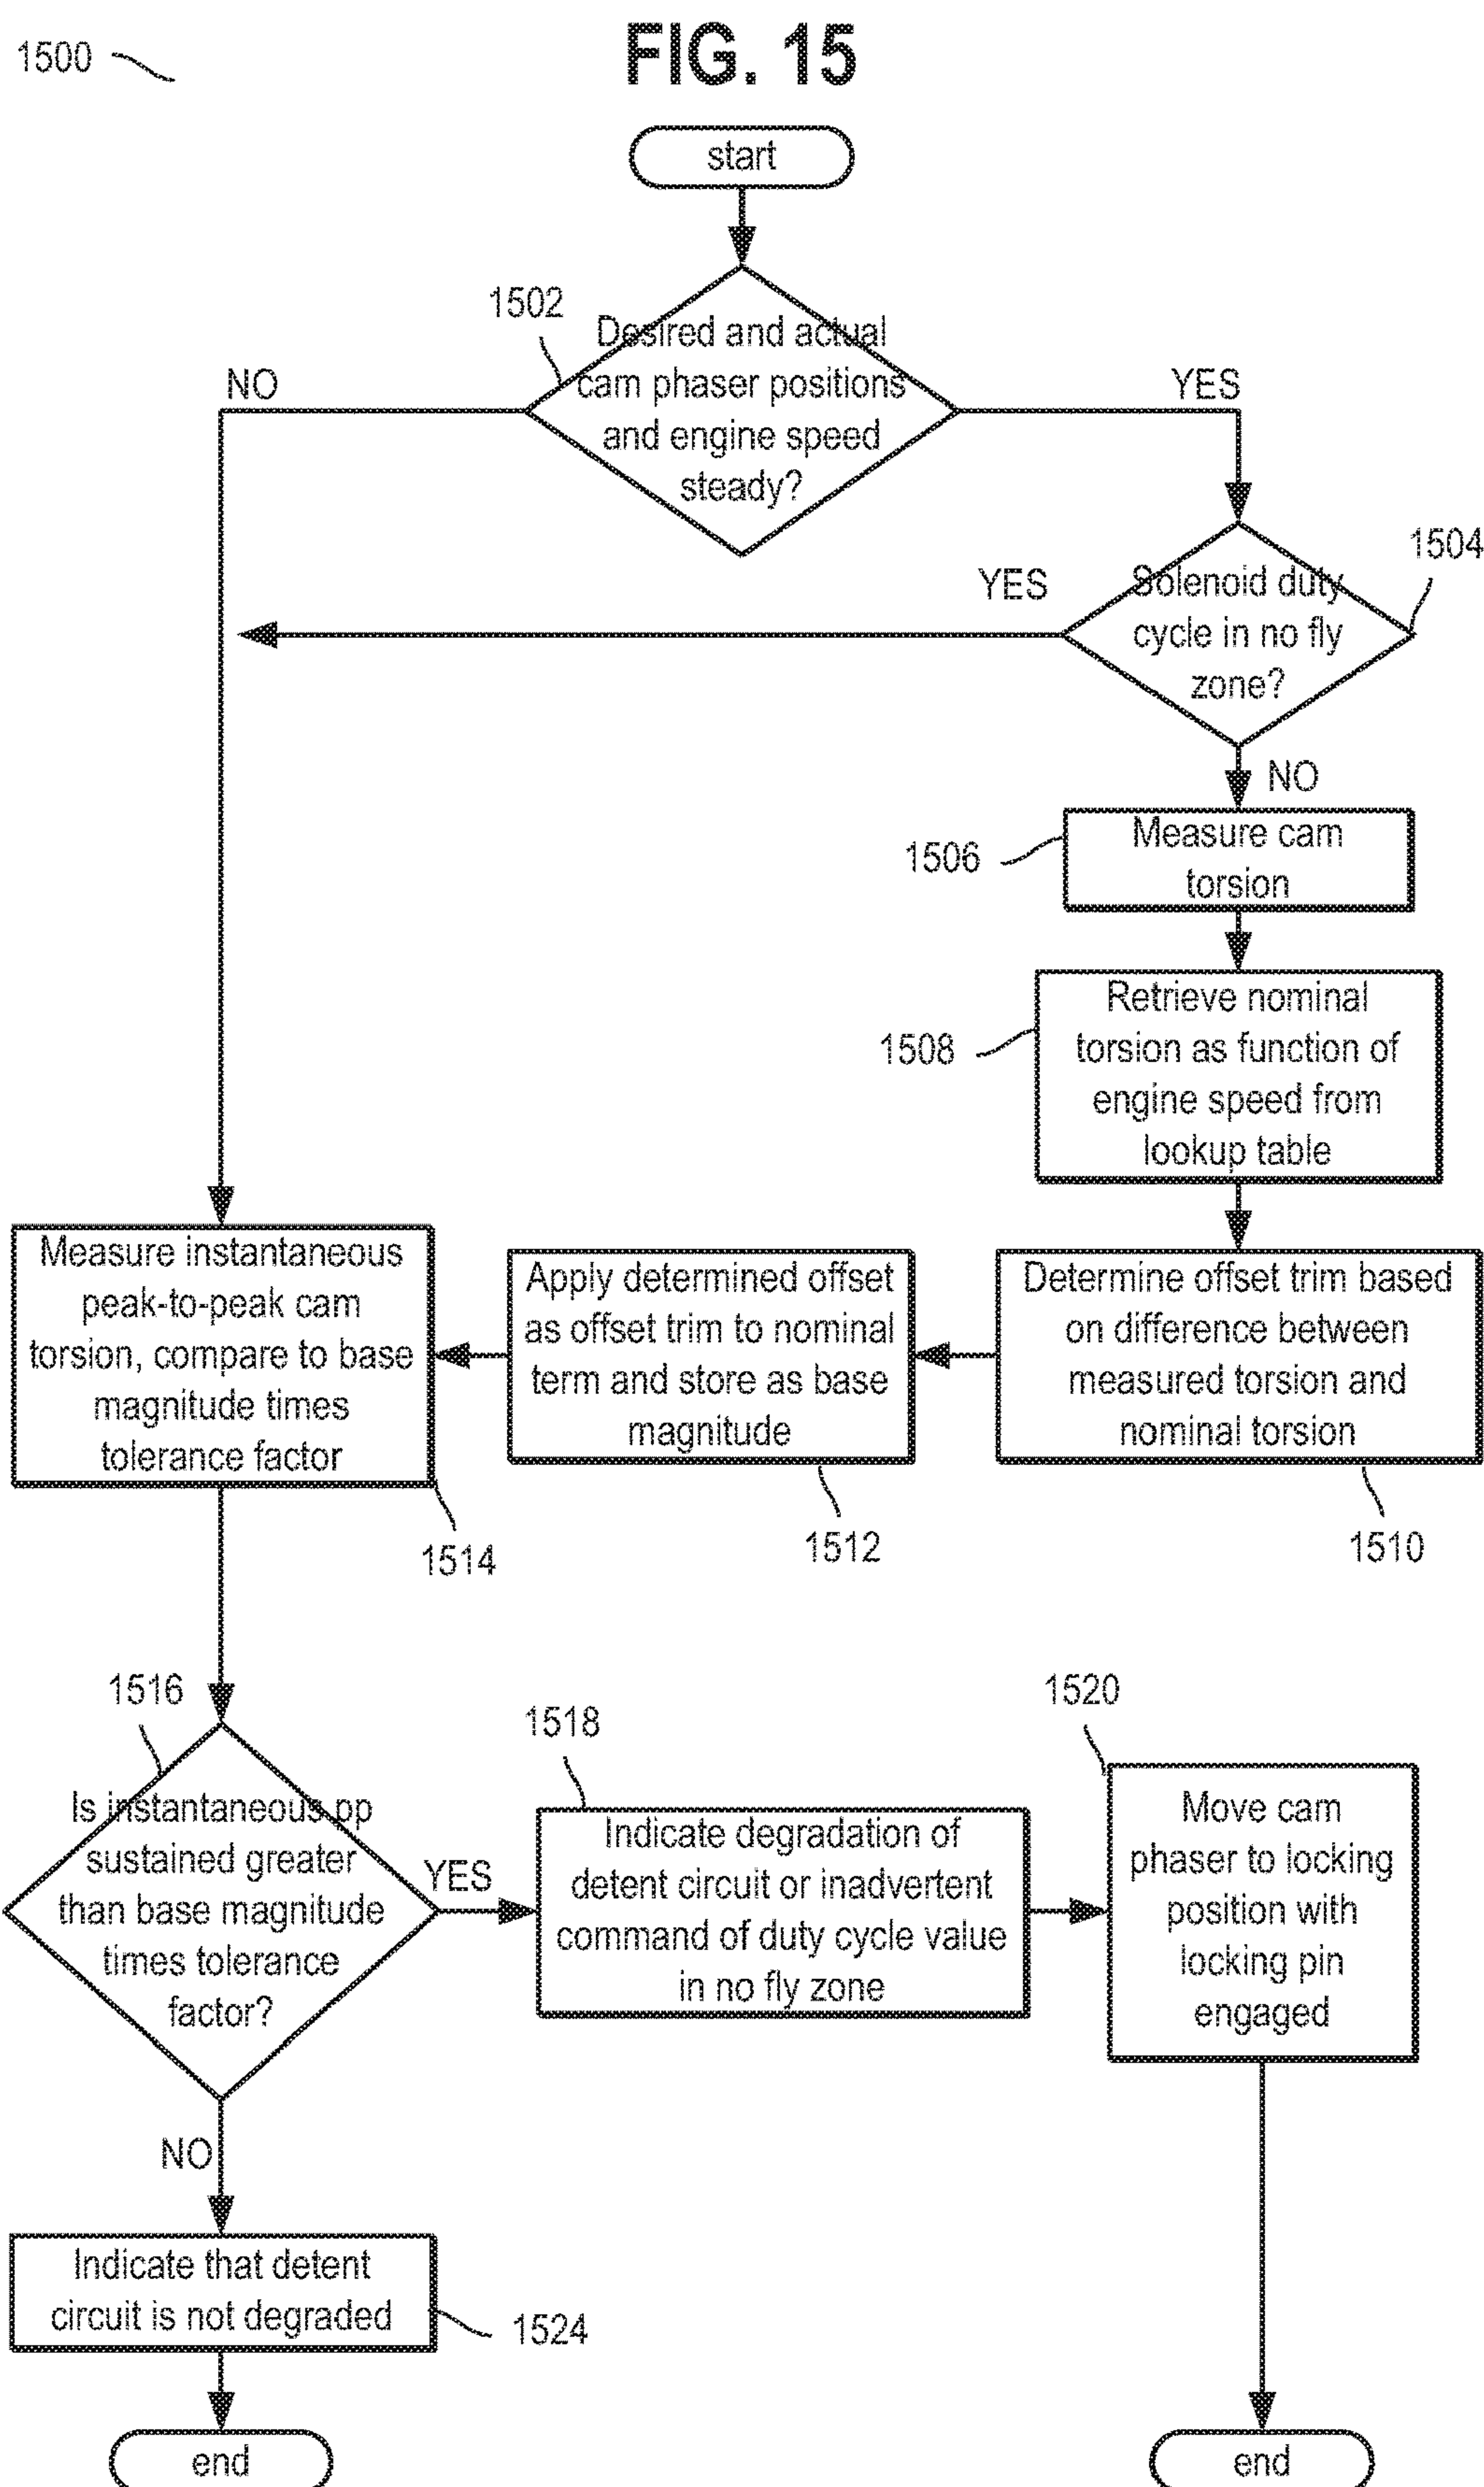 FIG. 15
1500
start
1502
Desired and actual
cam phaser positions
and engine speed
steady?
NO
YES
1504
Solenoid duty
cycle in no fly
zone?
YES
NO
1506
Measure cam
torsion
1508
Retrieve nominal
torsion as function of
engine speed from
lookup table
Determine offset trim based
on difference between
measured torsion and
nominal torsion
1510
Apply determined offset
as offset trim to nominal
term and store as base
magnitude
1512
Measure instantaneous
peak-to-peak cam
torsion, compare to base
magnitude times
tolerance factor
1514
1516
Is instantaneous pp
sustained greater
than base magnitude
times tolerance
factor?
YES
1518
Indicate degradation of
detent circuit or inadvertent
command of duty cycle value
in no fly zone
1520
Move cam
phaser to locking
position with
locking pin
engaged
NO
Indicate that detent
circuit is not degraded
1524
end
end